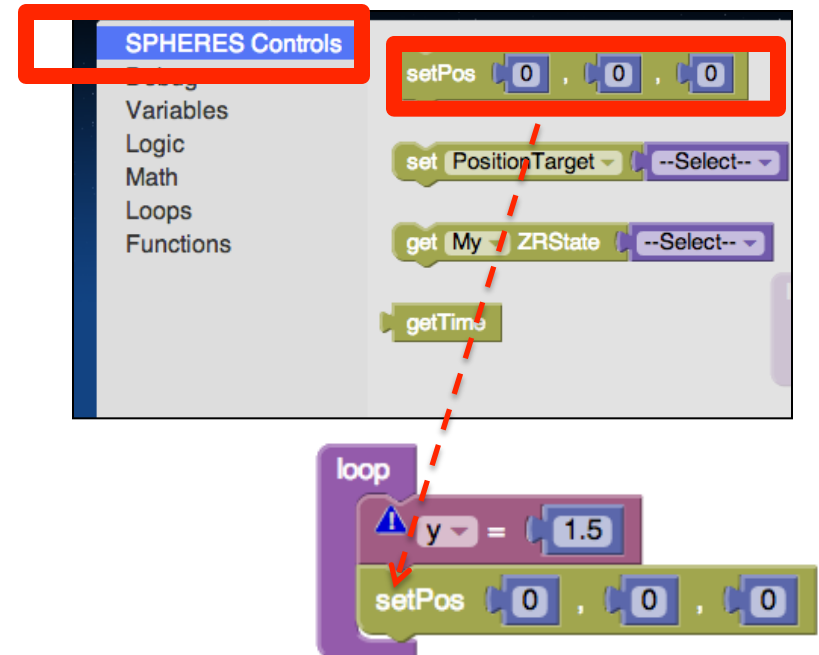 SPHERES Controls
Debug
Variables
Logic
Math
Loops
Functions
setPos 0 , 0 , 0
set PositionTarget --Select--
get My ZRState --Select--
getTime
loop
y = 1.5
setPos 0 , 0 , 0